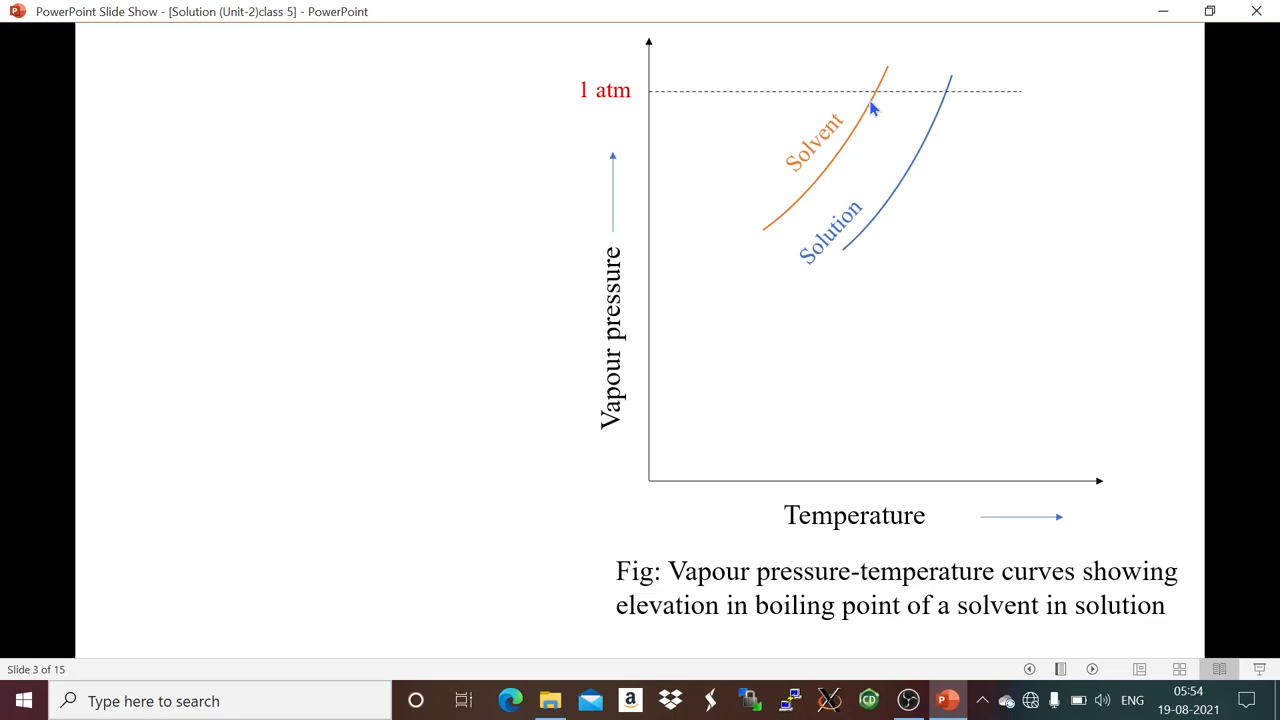 PowerPoint Slide Show - [Solution (Unit-2)class 5] - PowerPoint
1 atm
Solvent
Solution
Vapour pressure
Temperature
Fig: Vapour pressure-temperature curves showing
elevation in boiling point of a solvent in solution
Slide 3 of 15
Type here to search
ENG
05:54
19-08-2021